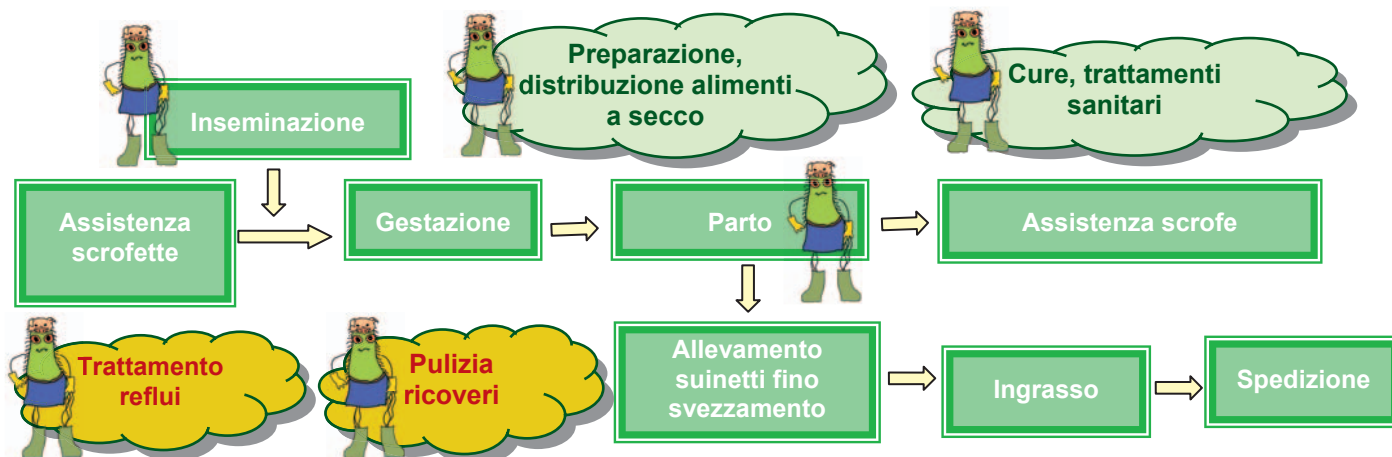 Preparazione,
distribuzione alimenti
a secco
Cure, trattamenti
sanitari
Inseminazione
Assistenza
scrofette
Gestazione
Parto
Assistenza scrofe
Trattamento
reflui
Pulizia
ricoveri
Allevamento
suinetti fino
svezzamento
Ingrasso
Spedizione